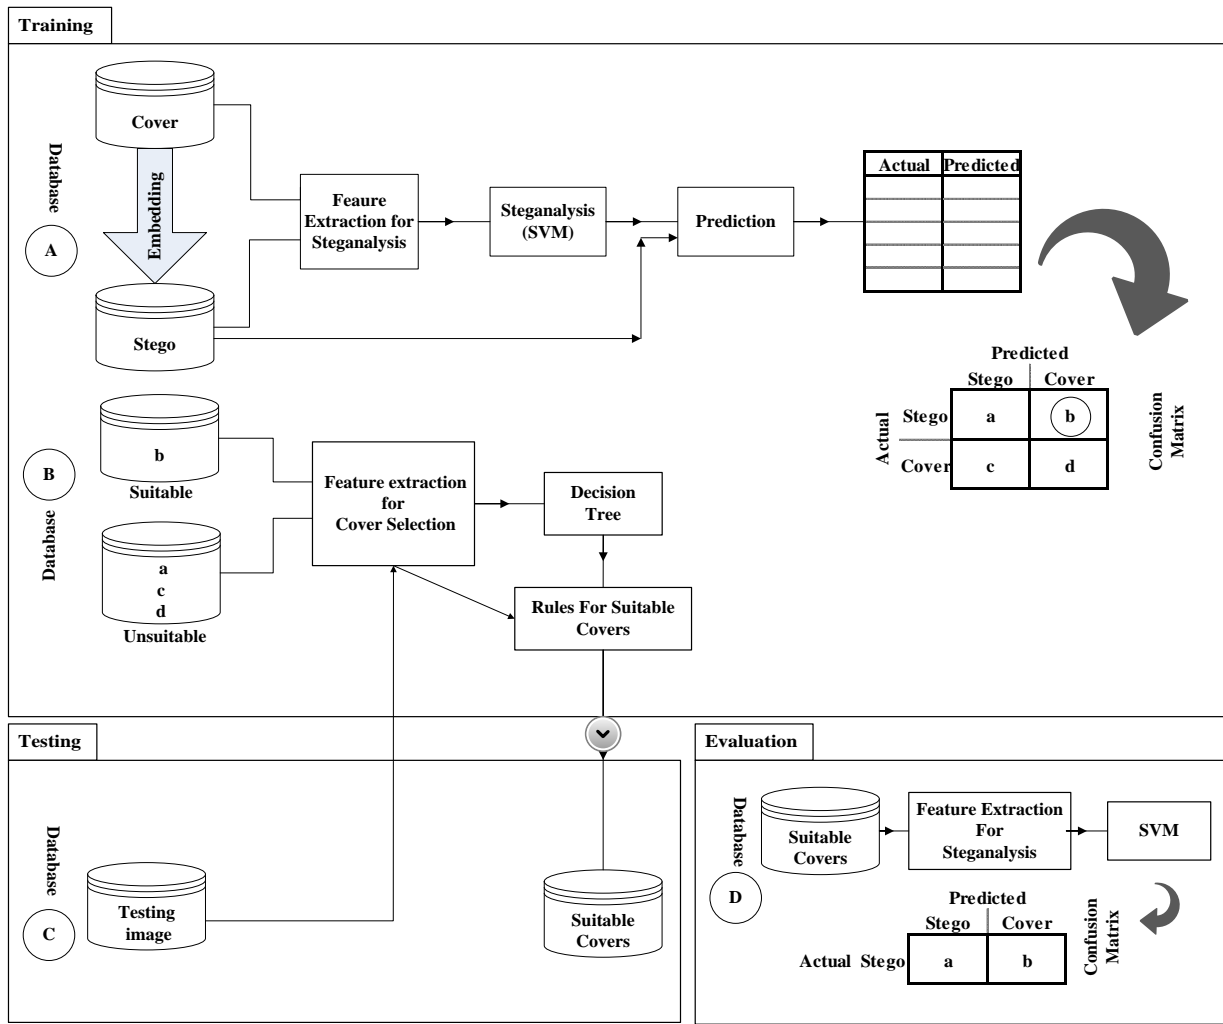 Training
Cover
Database
A
Embedding
Stego
Feaure
Extraction for
Steganalysis
Steganalysis
(SVM)
Prediction
Actual Predicted
Predicted
Stego Cover
Actual
Stego a b
Cover c d
Confusion
Matrix
B
Database
b
Suitable
a
c
d
Unsuitable
Feature extraction
for
Cover Selection
Decision
Tree
Rules For Suitable
Covers
Testing
Database
C
Testing
image
Suitable
Covers
Evaluation
Database
D
Suitable
Covers
Feature Extraction
For
Steganalysis
SVM
Predicted
Stego Cover
Actual Stego a b
Confusion
Matrix